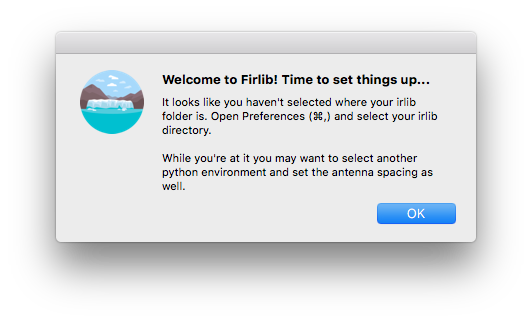 Welcome to Firlib! Time to set things up...
It looks like you haven't selected where your irlib
folder is. Open Preferences (⌘,) and select your irlib
directory.
While you're at it you may want to select another
python environment and set the antenna spacing as
well.
OK